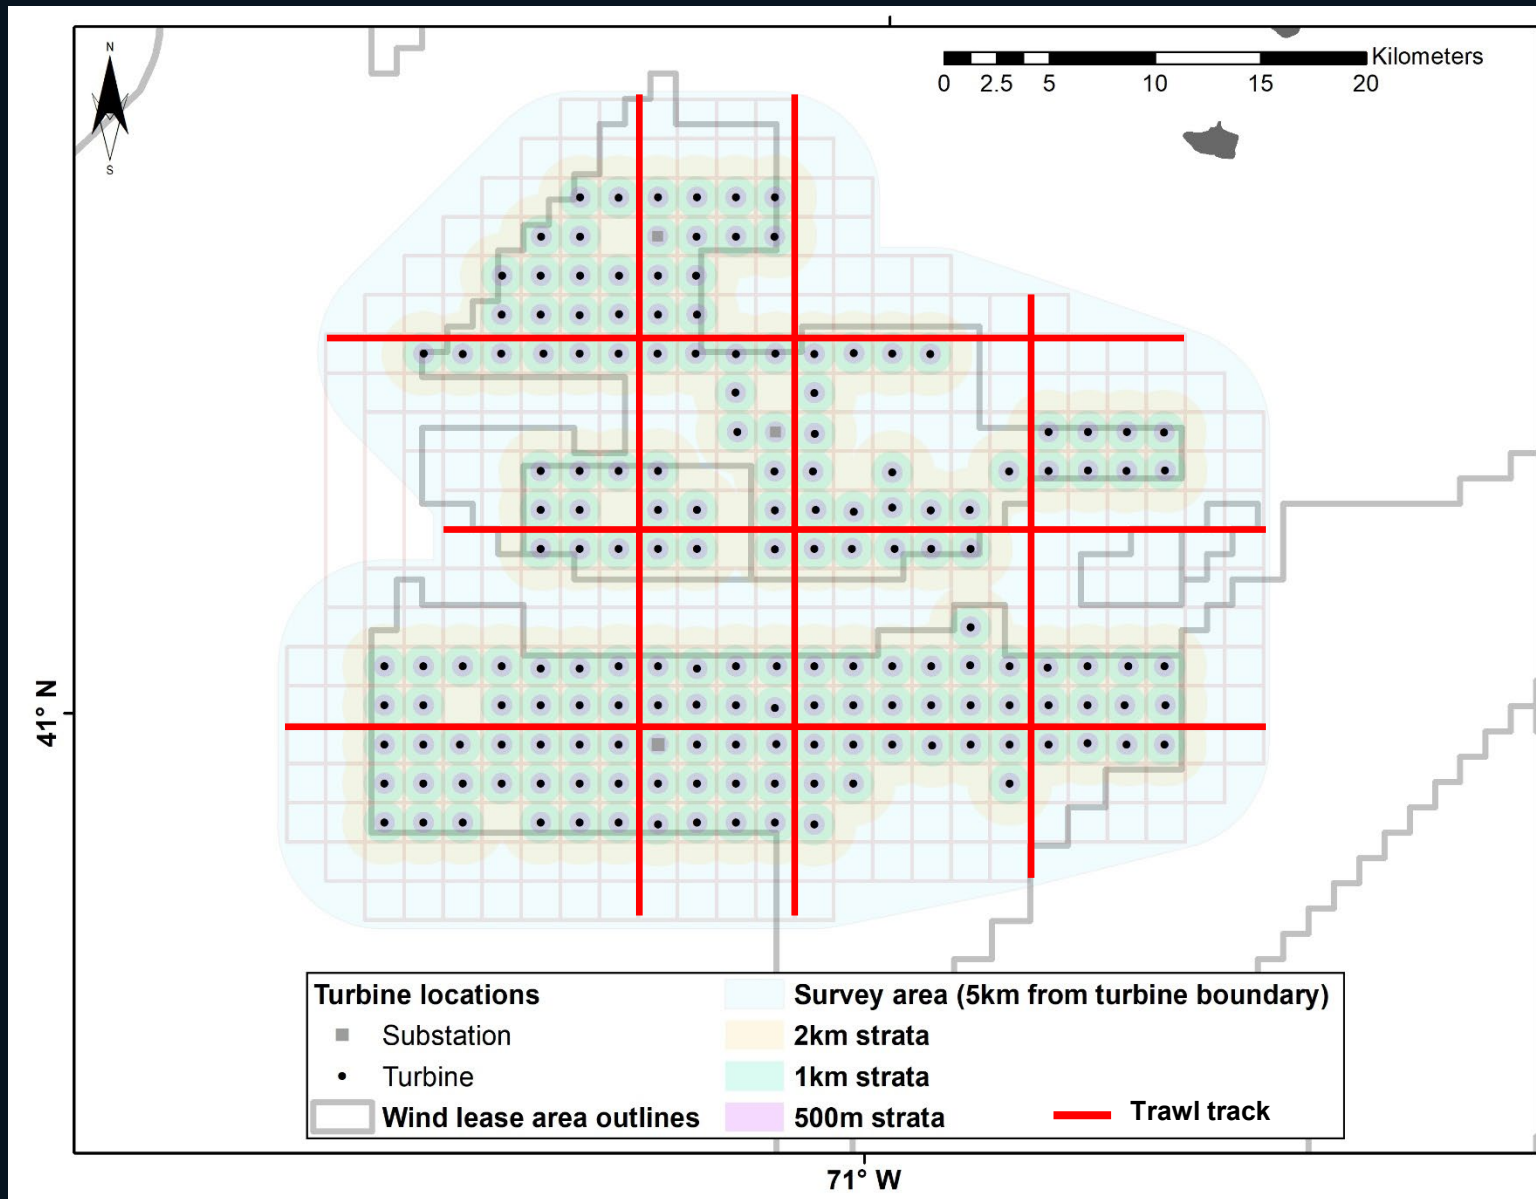 N
S
Kilometers
0 2.5 5 10 15 20
41° N
Turbine locations
Substation
Turbine
Wind lease area outlines
Survey area (5km from turbine boundary)
2km strata
1km strata
500m strata
Trawl track
71° W